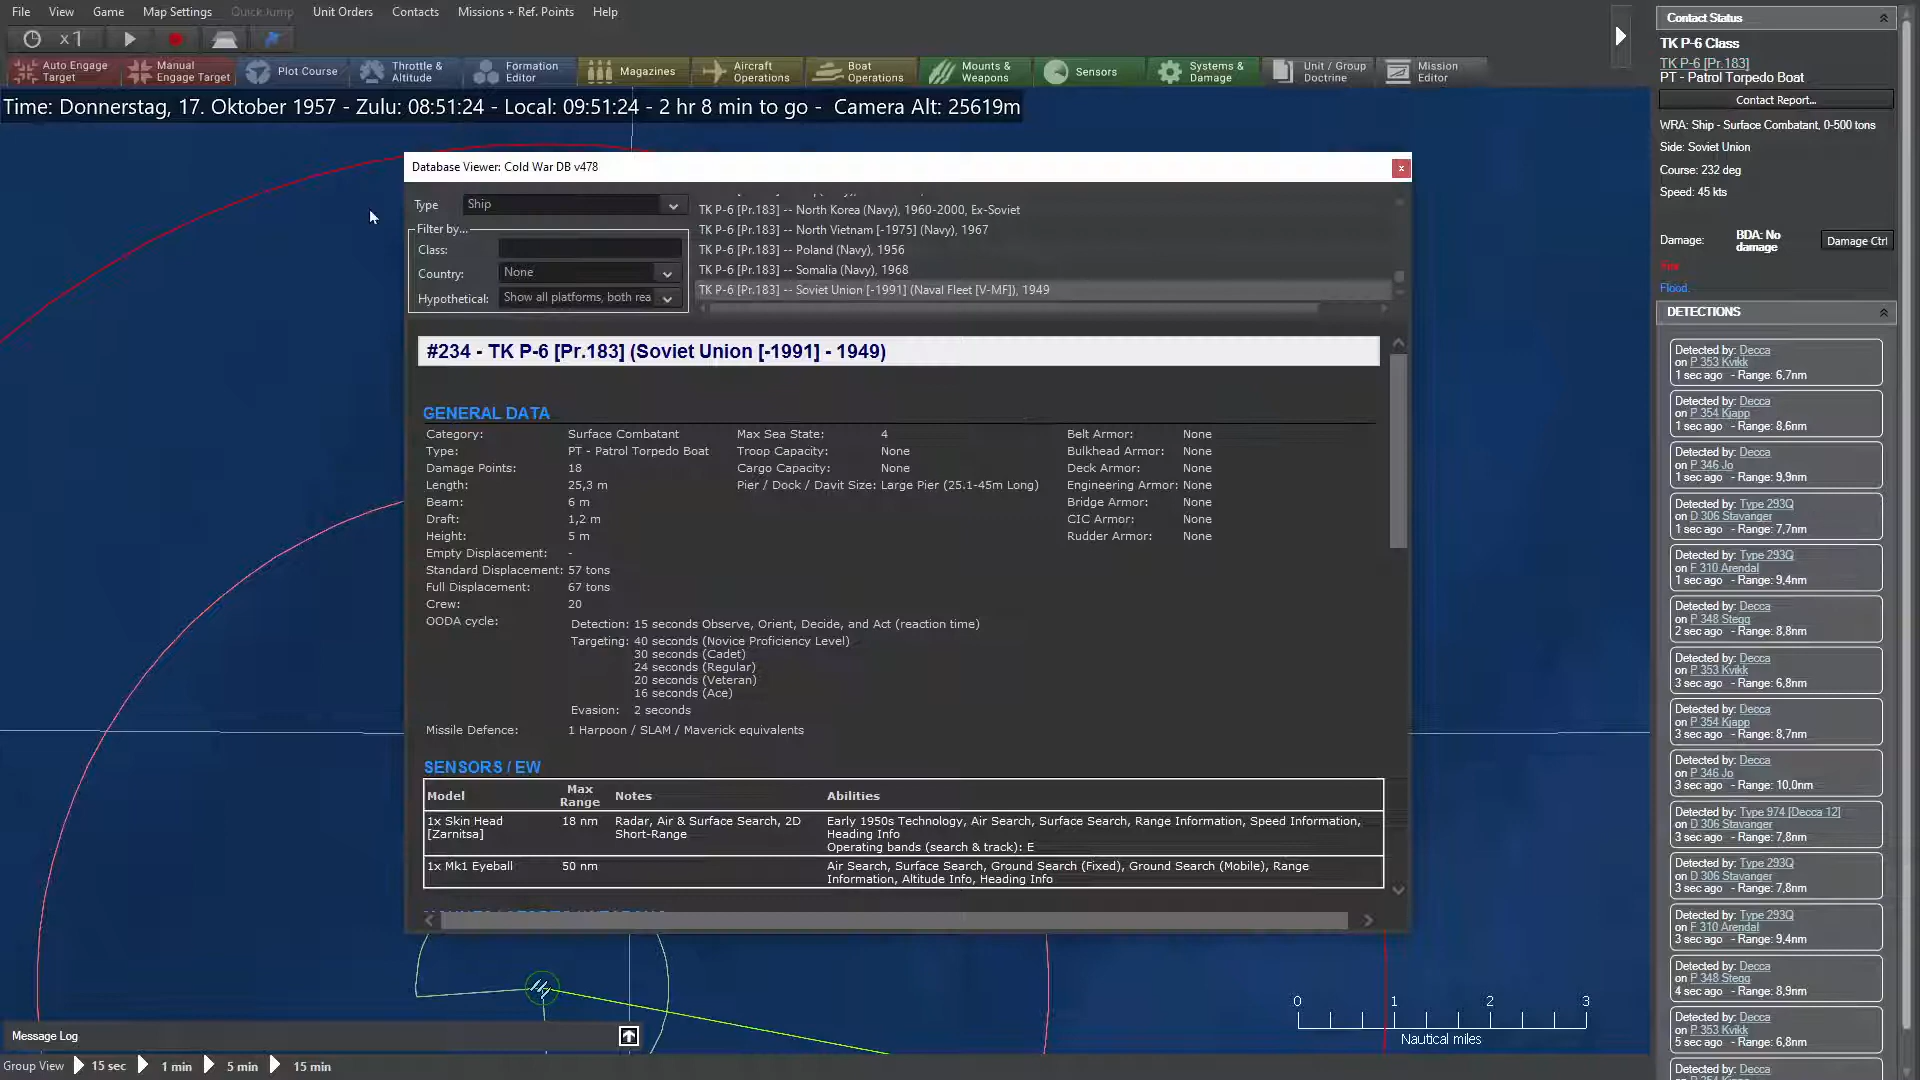 File View Game Map Settings QuickJump Unit Orders Contacts Missions + Ref. Points Help
x1
Auto Engage Target
Manual Engage Target
Plot Course
Throttle & Altitude
Formation Editor
Magazines
Aircraft Operations
Boat Operations
Mounts & Weapons
Sensors
Systems & Damage
Unit / Group Doctrine
Mission Editor
Time: Donnerstag, 17. Oktober 1957 - Zulu: 08:51:24 - Local: 09:51:24 - 2 hr 8 min to go - Camera Alt: 25619m
Database Viewer: Cold War DB v478
Type Ship
Filter by...
Class:
Country: None
Hypothetical: Show all platforms, both rea
TK P-6 [Pr.183] -- North Korea (Navy), 1960-2000, Ex-Soviet
TK P-6 [Pr.183] -- North Vietnam [-1975] (Navy), 1967
TK P-6 [Pr.183] -- Poland (Navy), 1956
TK P-6 [Pr.183] -- Somalia (Navy), 1968
TK P-6 [Pr.183] -- Soviet Union [-1991] (Naval Fleet [V-MF]), 1949
#234 - TK P-6 [Pr.183] (Soviet Union [-1991] - 1949)
GENERAL DATA
Category: Surface Combatant Max Sea State: 4 Belt Armor: None
Type: PT - Patrol Torpedo Boat Troop Capacity: None Bulkhead Armor: None
Damage Points: 18 Cargo Capacity: None Deck Armor: None
Length: 25,3 m Pier / Dock / Davit Size: Large Pier (25.1-45m Long) Engineering Armor: None
Beam: 6 m Bridge Armor: None
Draft: 1,2 m CIC Armor: None
Height: 5 m Rudder Armor: None
Empty Displacement: -
Standard Displacement: 57 tons
Full Displacement: 67 tons
Crew: 20
OODA cycle: Detection: 15 seconds Observe, Orient, Decide, and Act (reaction time)
Targeting: 40 seconds (Novice Proficiency Level)
30 seconds (Cadet)
24 seconds (Regular)
20 seconds (Veteran)
16 seconds (Ace)
Evasion: 2 seconds
Missile Defence: 1 Harpoon / SLAM / Maverick equivalents
SENSORS / EW
Model Max Range Notes Abilities
1x Skin Head [Zarnitsa] 18 nm Radar, Air & Surface Search, 2D Short-Range Early 1950s Technology, Air Search, Surface Search, Range Information, Speed Information,
Heading Info
Operating bands (search & track): E
1x Mk1 Eyeball 50 nm Air Search, Surface Search, Ground Search (Fixed), Ground Search (Mobile), Range
Information, Altitude Info, Heading Info
0 1 2 3
Nautical miles
Message Log
Group View 15 sec 1 min 5 min 15 min
Contact Status
TK P-6 Class
TK P-6 [Pr.183]
PT - Patrol Torpedo Boat
Contact Report...
WRA: Ship - Surface Combatant, 0-500 tons
Side: Soviet Union
Course: 232 deg
Speed: 45 kts
Damage: BDA: No damage Damage Ctrl
Fire
Flood.
DETECTIONS
Detected by: Decca
on P 353 Kvikk
1 sec ago - Range: 6,7nm
Detected by: Decca
on P 354 Kjapp
1 sec ago - Range: 8,6nm
Detected by: Decca
on P 346 Jo
1 sec ago - Range: 9,9nm
Detected by: Type 293Q
on D 306 Stavanger
1 sec ago - Range: 7,7nm
Detected by: Type 293Q
on F 310 Arendal
1 sec ago - Range: 9,4nm
Detected by: Decca
on P 348 Stegg
2 sec ago - Range: 8,8nm
Detected by: Decca
on P 353 Kvikk
3 sec ago - Range: 6,8nm
Detected by: Decca
on P 354 Kjapp
3 sec ago - Range: 8,7nm
Detected by: Decca
on P 346 Jo
3 sec ago - Range: 10,0nm
Detected by: Type 974 [Decca 12]
on D 306 Stavanger
3 sec ago - Range: 7,8nm
Detected by: Type 293Q
on D 306 Stavanger
3 sec ago - Range: 7,8nm
Detected by: Type 293Q
on F 310 Arendal
3 sec ago - Range: 9,4nm
Detected by: Decca
on P 348 Stegg
4 sec ago - Range: 8,9nm
Detected by: Decca
on P 353 Kvikk
5 sec ago - Range: 6,8nm
Detected by: Decca